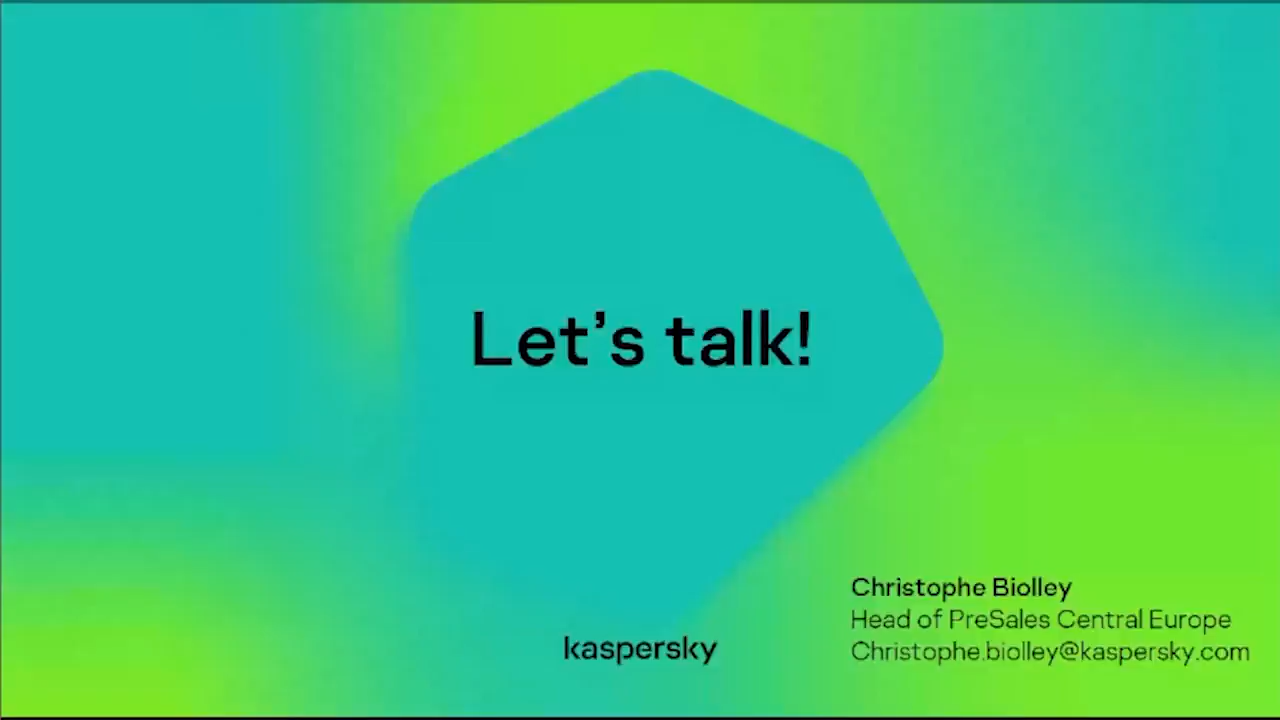 Let's talk!
Christophe Biolley
Head of PreSales Central Europe
kaspersky
Christophe.biolley@kaspersky.com